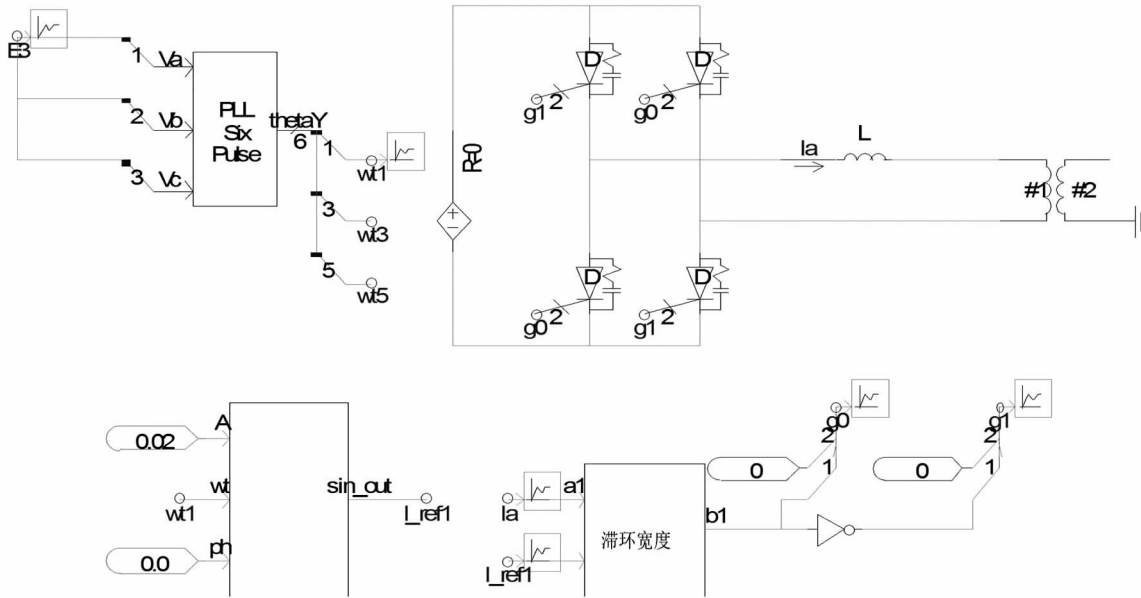 E3
1
Va
2
Vb
3
Vc
PLL
Six
Pulse
thetaY
6
1
wt1
3
wt3
5
wt5
R=0
D
g1
2
D
g0
2
D
g0
2
D
g1
2
Ia
L
#1
#2
0.02
A
wt1
wt
0.0
ph
sin_out
I_ref1
Ia
a1
I_ref1
滞环宽度
b1
0
g0
2
1
0
g1
2
1